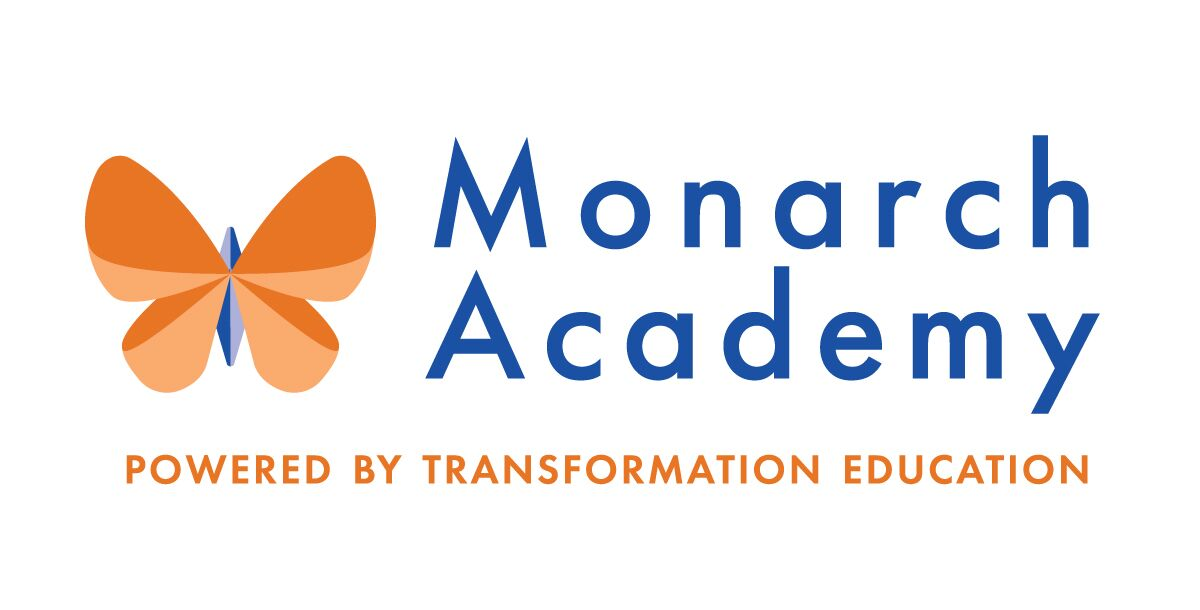 Monarch
Academy
POWERED BY TRANSFORMATION EDUCATION